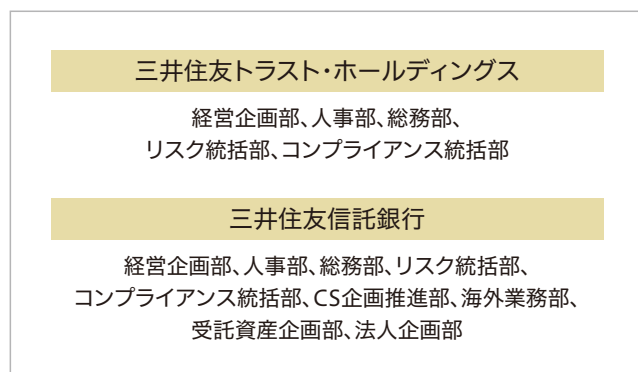 三井住友トラスト・ホールディングス
経営企画部、人事部、総務部、
リスク統括部、コンプライアンス統括部
三井住友信託銀行
経営企画部、人事部、総務部、リスク統括部、
コンプライアンス統括部、CS企画推進部、海外業務部、
受託資産企画部、法人企画部